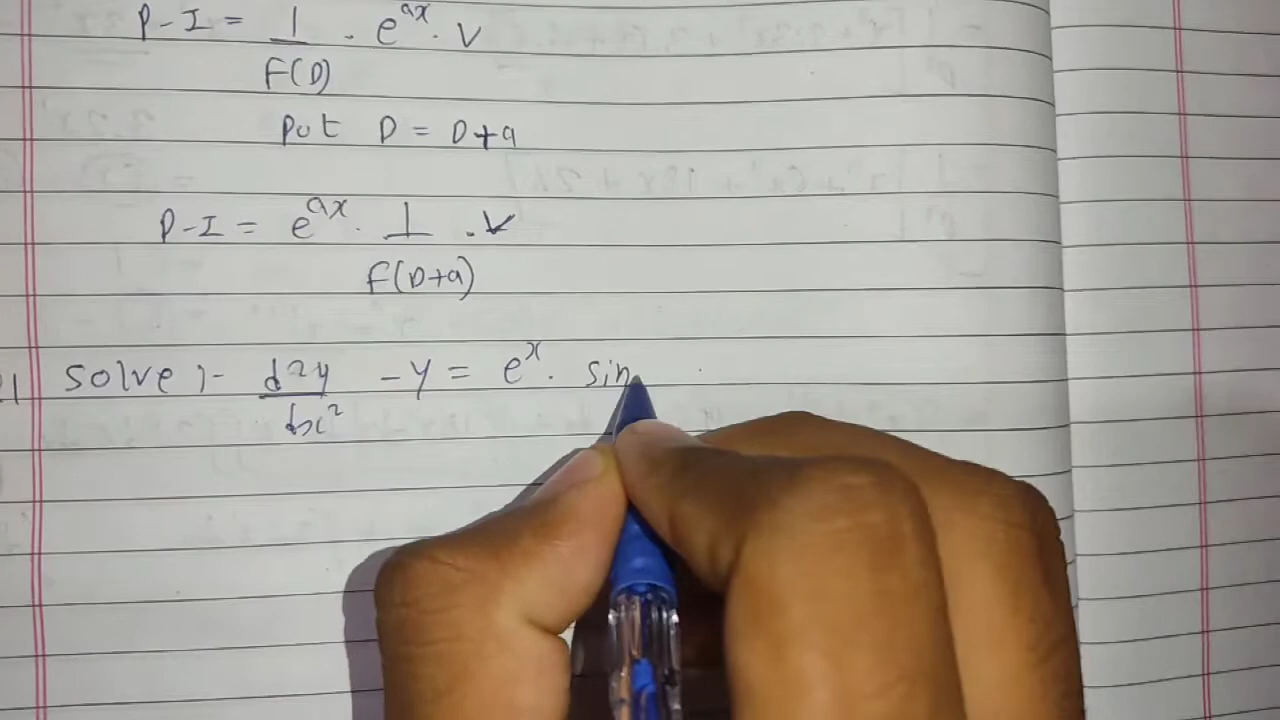 P-I = 1/F(D) . e^ax . V
Put D = D+a
P-I = e^ax . 1/F(D+a) . V
Solve :- d²y/dx² - y = e^x . sin